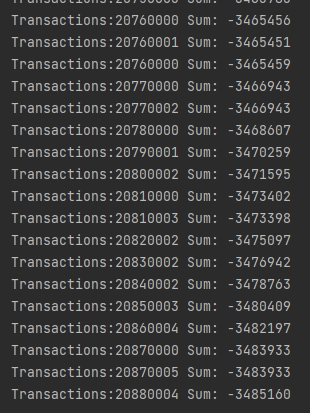 Transactions:20760000 Sum: -3465456
Transactions:20760001 Sum: -3465451
Transactions:20760000 Sum: -3465459
Transactions:20770000 Sum: -3466943
Transactions:20770002 Sum: -3466943
Transactions:20780000 Sum: -3468607
Transactions:20790001 Sum: -3470259
Transactions:20800002 Sum: -3471595
Transactions:20810000 Sum: -3473402
Transactions:20810003 Sum: -3473398
Transactions:20820002 Sum: -3475097
Transactions:20830002 Sum: -3476942
Transactions:20840002 Sum: -3478763
Transactions:20850003 Sum: -3480409
Transactions:20860004 Sum: -3482197
Transactions:20870000 Sum: -3483933
Transactions:20870005 Sum: -3483933
Transactions:20880004 Sum: -3485160